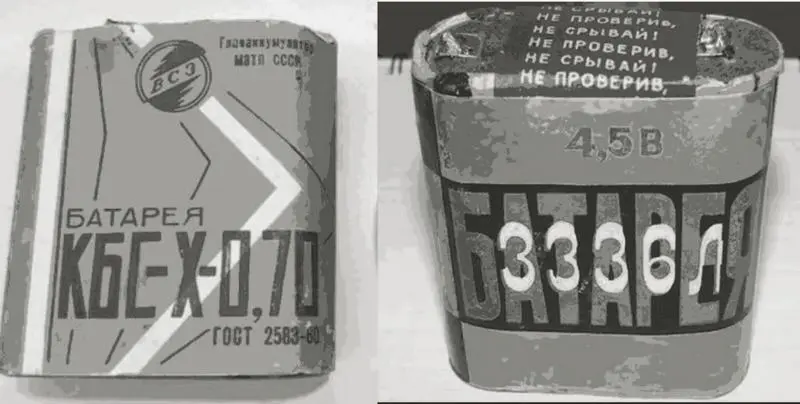 ВСЗ
Главаккумулятор
МАТП СССР
БАТАРЕЯ
КБС-Х-0,70
ГОСТ 2583-60
НЕ СРЫВАЙ!
НЕ ПРОВЕРИВ,
НЕ СРЫВАЙ!
НЕ ПРОВЕРИВ,
НЕ СРЫВАЙ!
НЕ ПРОВЕРИВ,
4,5В
БАТАРЕЯ
3336Л